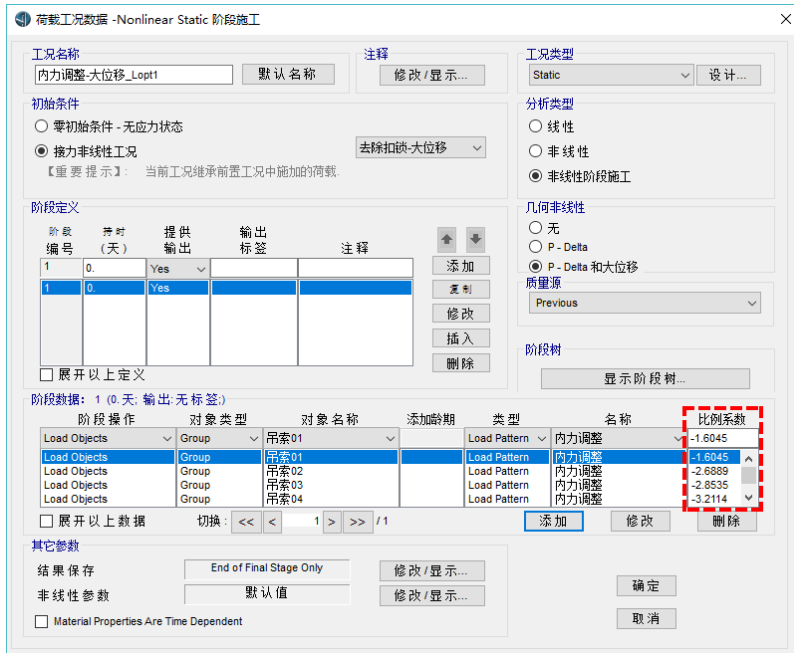 荷载工况数据 -Nonlinear Static 阶段施工
工况名称
内力调整-大位移_Lopt1
默认名称
注释
修改/显示...
工况类型
Static
设计...
初始条件
零初始条件 - 无应力状态
接力非线性工况
去除扣锁-大位移
【重要提示】: 当前工况继承前置工况中施加的荷载.
分析类型
线性
非线性
非线性阶段施工
阶段定义
阶段 编号
持时 (天)
提供 输出
输出 标签
注释
1 0. Yes
1 0. Yes
添加
复制
修改
插入
删除
展开以上定义
几何非线性
无
P - Delta
P - Delta 和大位移
质量源
Previous
阶段树
显示阶段树...
阶段数据: 1 (0. 天; 输出: 无标签;)
阶段操作 对象类型 对象名称 添加龄期 类型 名称 比例系数
Load Objects Group 吊索01 Load Pattern 内力调整 -1.6045
Load Objects Group 吊索01 Load Pattern 内力调整 -1.6045
Load Objects Group 吊索02 Load Pattern 内力调整 -2.6889
Load Objects Group 吊索03 Load Pattern 内力调整 -2.8535
Load Objects Group 吊索04 Load Pattern 内力调整 -3.2114
展开以上数据
切换: << < 1 > >> /1
添加
修改
删除
其它参数
结果保存 End of Final Stage Only 修改/显示...
非线性参数 默认值 修改/显示...
Material Properties Are Time Dependent
确定
取消